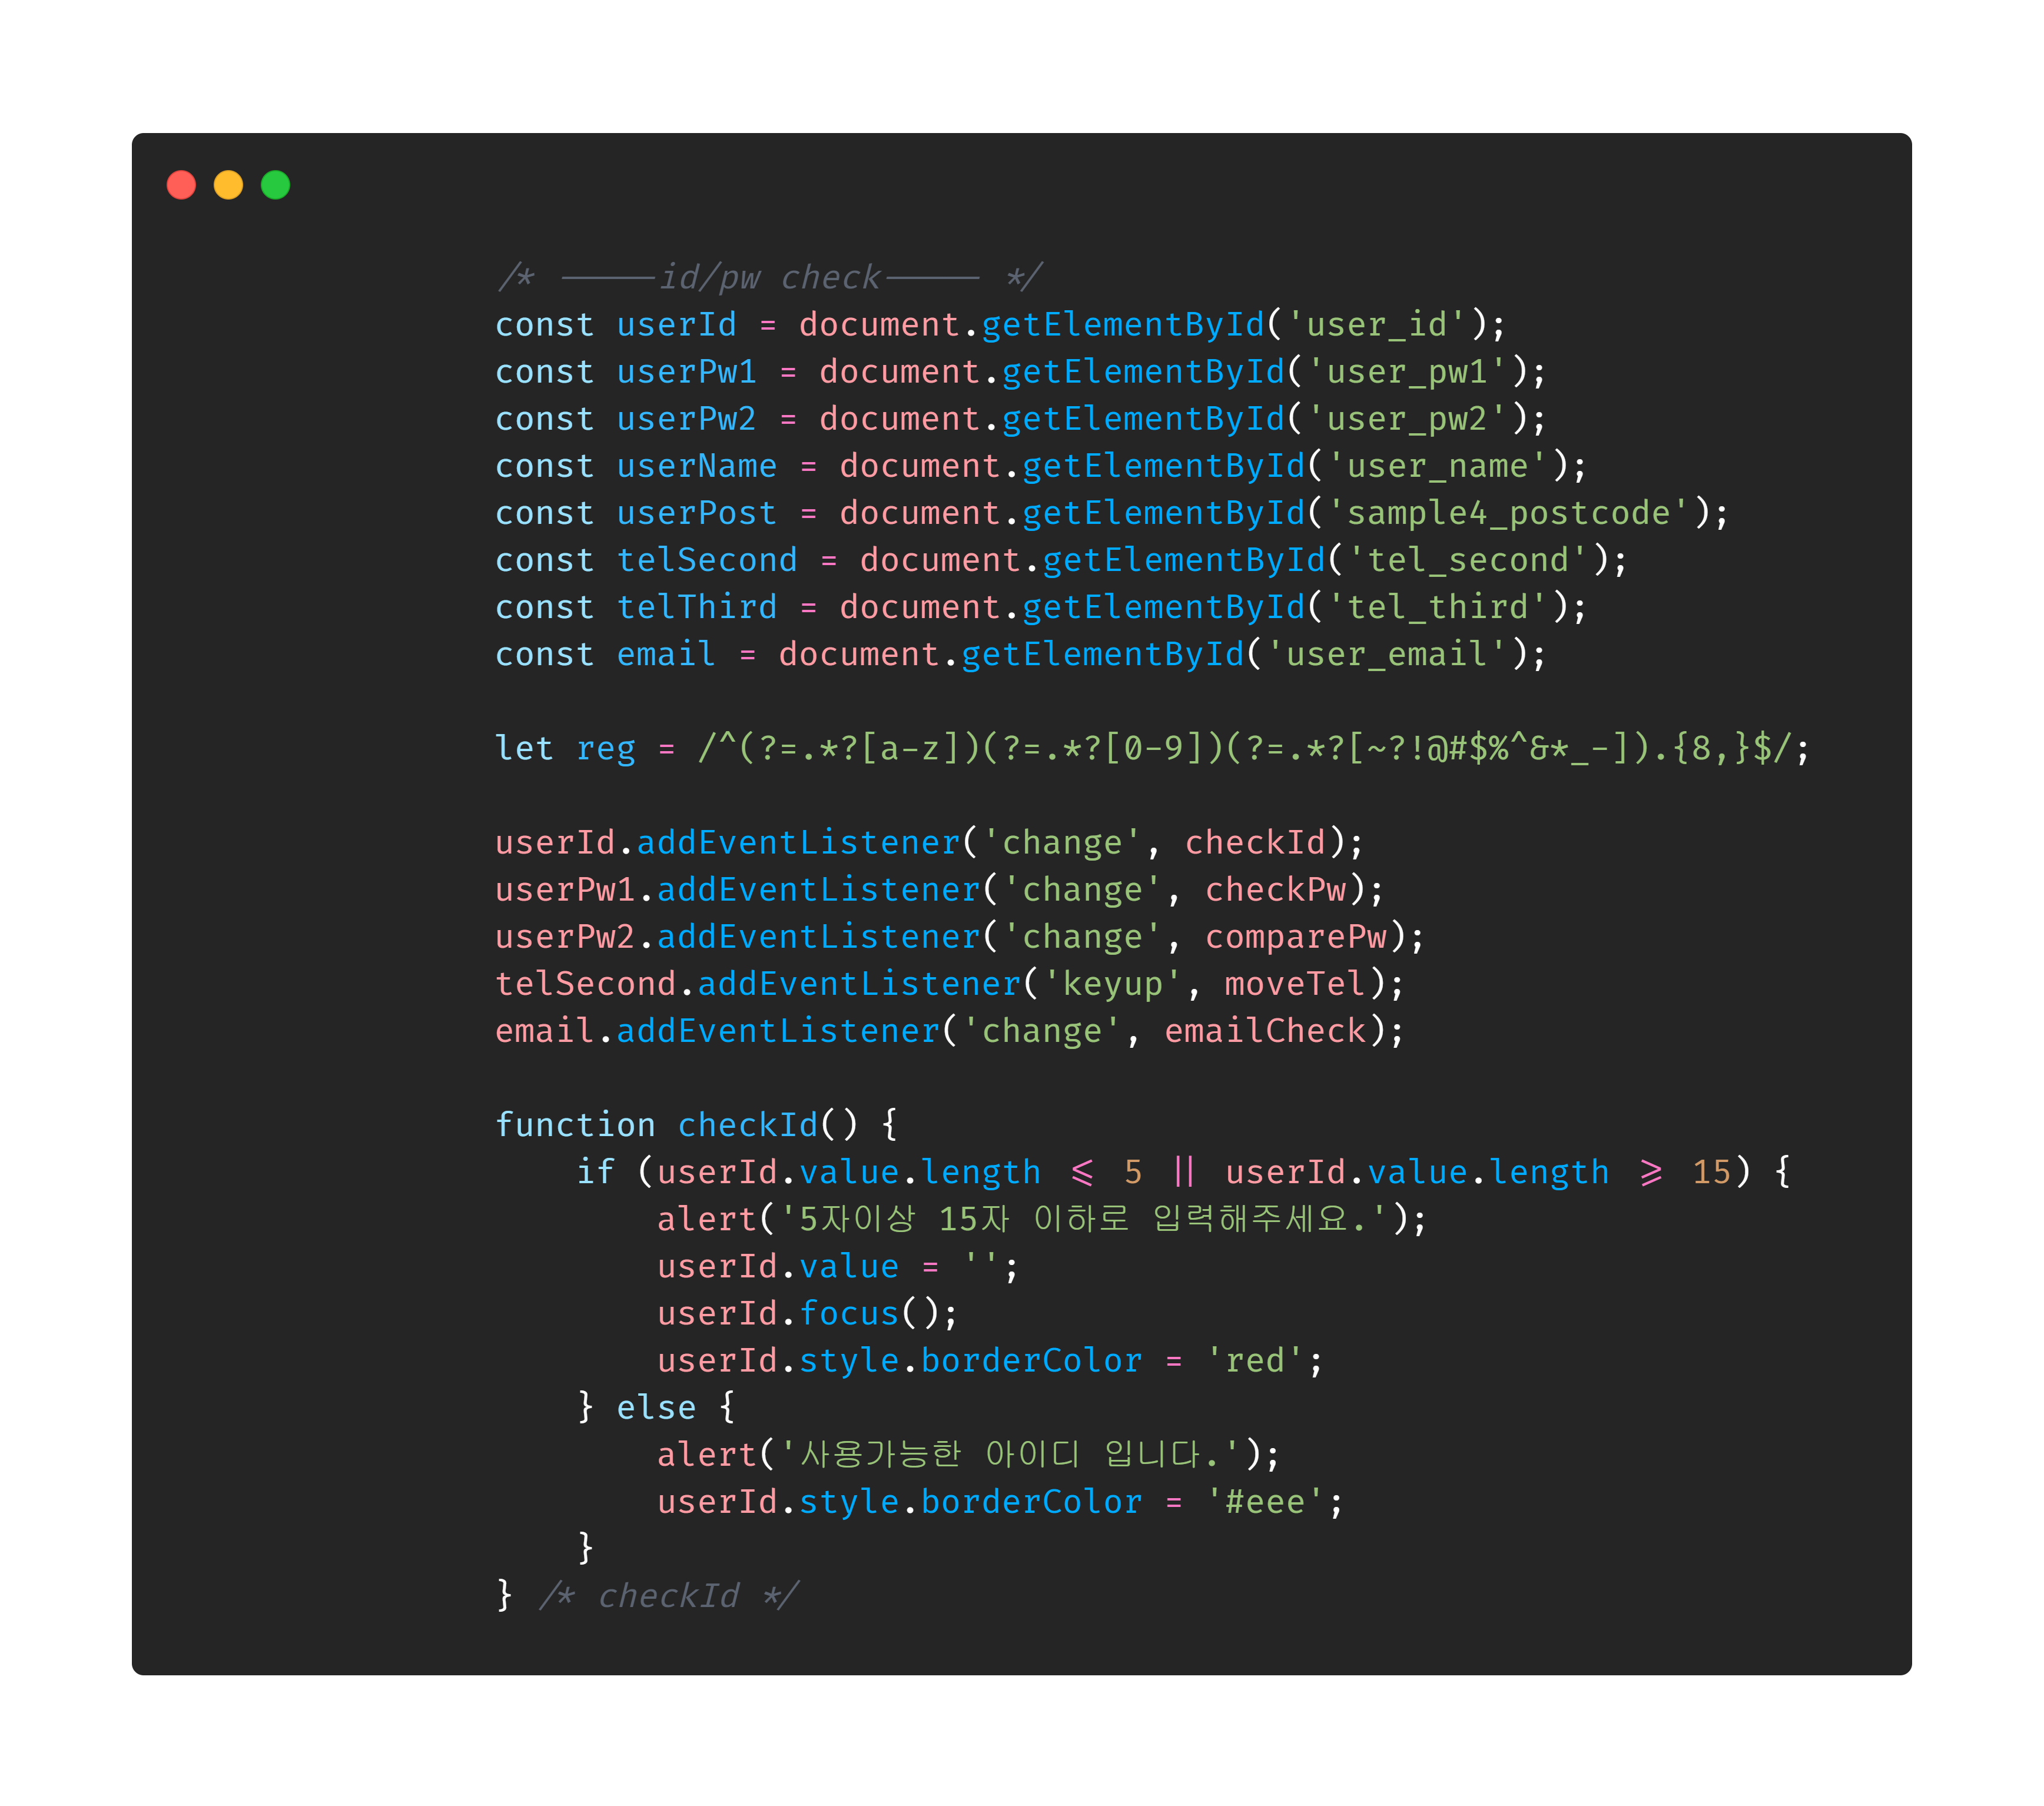 /* -----id/pw check----- */
const userId = document.getElementById('user_id');
const userPw1 = document.getElementById('user_pw1');
const userPw2 = document.getElementById('user_pw2');
const userName = document.getElementById('user_name');
const userPost = document.getElementById('sample4_postcode');
const telSecond = document.getElementById('tel_second');
const telThird = document.getElementById('tel_third');
const email = document.getElementById('user_email');
let reg = /^(?=.*?[a-z])(?=.*?[0-9])(?=.*?[~?!@#$%^&*_-]).{8,}$/;
userId.addEventListener('change', checkId);
userPw1.addEventListener('change', checkPw);
userPw2.addEventListener('change', comparePw);
telSecond.addEventListener('keyup', moveTel);
email.addEventListener('change', emailCheck);
function checkId() {
if (userId.value.length <= 5 || userId.value.length >= 15) {
alert('5자이상 15자 이하로 입력해주세요.');
userId.value = '';
userId.focus();
userId.style.borderColor = 'red';
} else {
alert('사용가능한 아이디 입니다.');
userId.style.borderColor = '#eee';
}
} /* checkId */